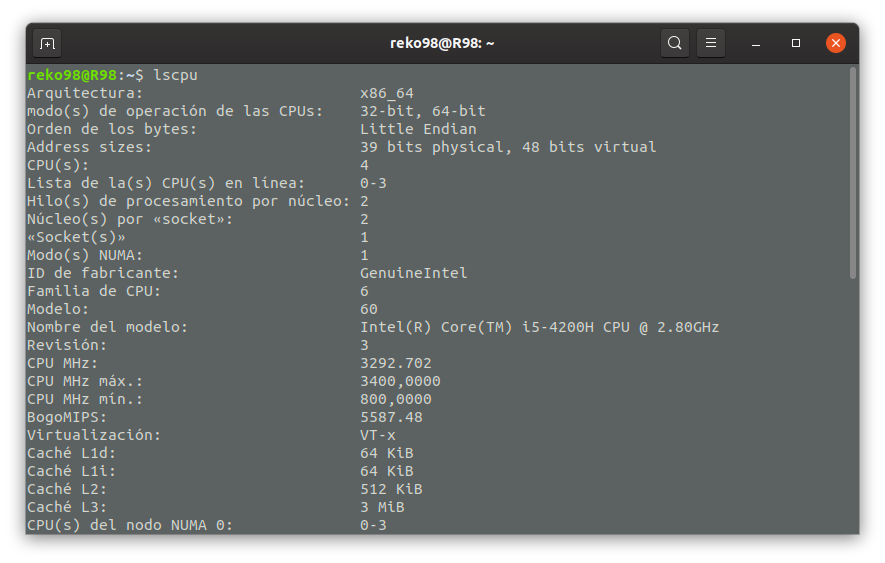 reko98@R98: ~
reko98@R98:~$ lscpu
Arquitectura: x86_64
modo(s) de operación de las CPUs: 32-bit, 64-bit
Orden de los bytes: Little Endian
Address sizes: 39 bits physical, 48 bits virtual
CPU(s): 4
Lista de la(s) CPU(s) en línea: 0-3
Hilo(s) de procesamiento por núcleo: 2
Núcleo(s) por «socket»: 2
«Socket(s)» 1
Modo(s) NUMA: 1
ID de fabricante: GenuineIntel
Familia de CPU: 6
Modelo: 60
Nombre del modelo: Intel(R) Core(TM) i5-4200H CPU @ 2.80GHz
Revisión: 3
CPU MHz: 3292.702
CPU MHz máx.: 3400,0000
CPU MHz mín.: 800,0000
BogoMIPS: 5587.48
Virtualización: VT-x
Caché L1d: 64 KiB
Caché L1i: 64 KiB
Caché L2: 512 KiB
Caché L3: 3 MiB
CPU(s) del nodo NUMA 0: 0-3